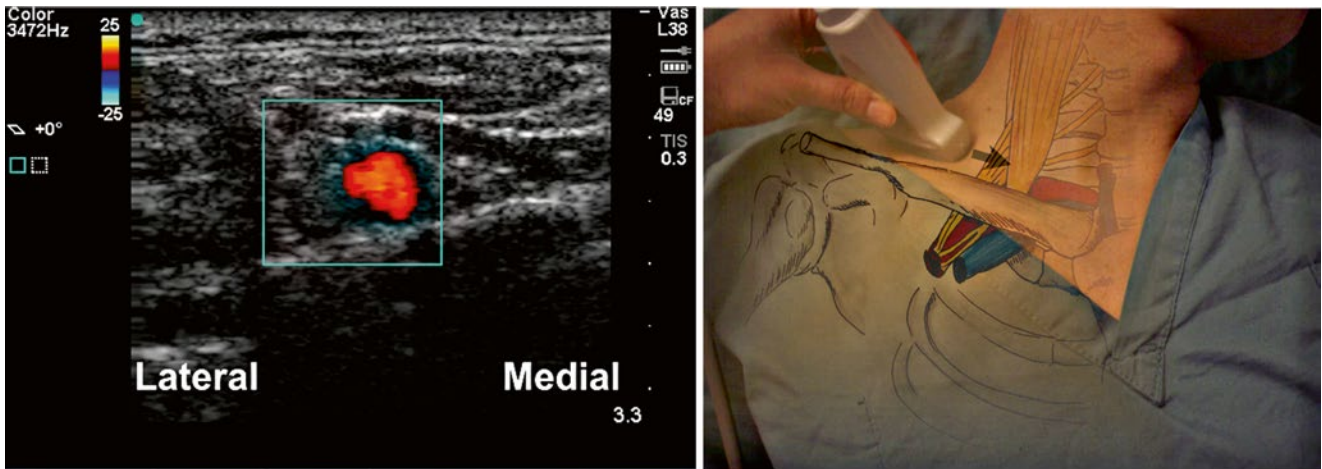 Color
3472Hz
25
-25
+0°
Vas
L38
CF
49
TIS
0.3
Lateral
Medial
3.3